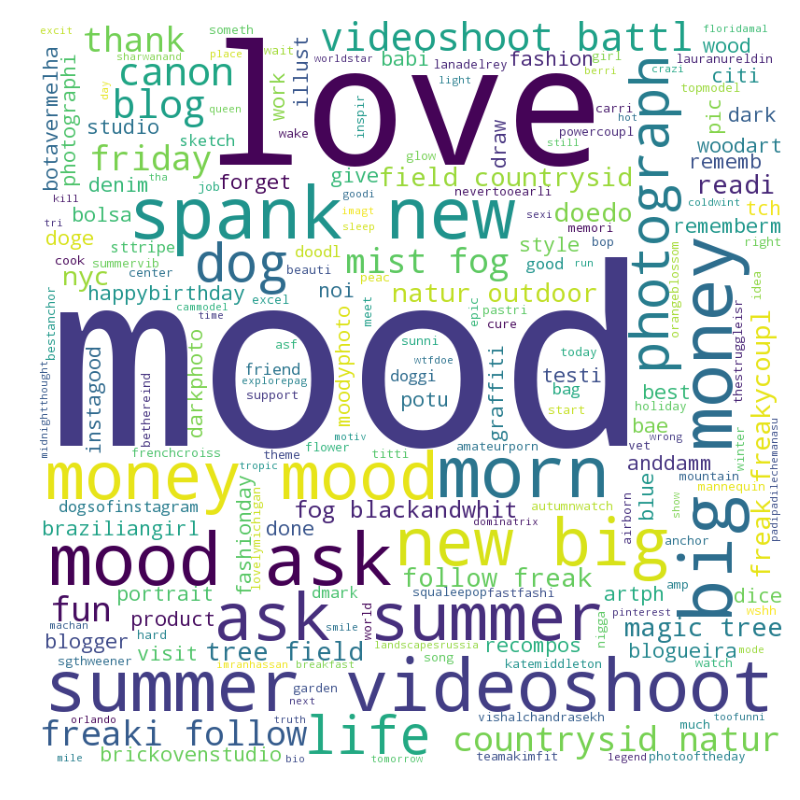 excit
someth
thank
sharwanand
place
wait
worldstar
videoshoot battl
babi
girl
floridamal
wood
lauranureldin
canon
blog
love
lanadelrey
fashion
berri
crazi
topmodel
citi
botavermelha
photographi
studio
day
queen
work
illust
light
inspir
draw
carri
hot
powercoupl
photograph
pic
dark
friday
sketch
wake
still
woodart
rememb
denim
job
tha
forget
glow
give
field countrysid
nevertooearli
readi
kill
bolsa
goodi
sexi
coldwint
tch
tri
spank new
imagt
memori
doedo
rememberm
doge
sttripe
doodl
sleep
style
bop
right
cook
summervib
dog
mist fog
good
run
nyc
center
beauti
peac
orangeblossom
idea
happybirthday
noi
natur outdoor
bestanchor
cammodel
excel
meet
epic
pastri
time
cure
mood
thestruggleisr
instagood
darkphoto
asf
sunni
today
friend
wtfdoe
testi
explorepag
doggi
graffiti
big money
freak freakycoupl
midnightthought
bethereind
support
moodyphoto
potu
bag
best
start
bae
holiday
frenchcroiss
theme
motiv
flower
amateurporn
wrong
winter
padipadilechemanasu
money mood
tropic
titti
morn
anddamm
vet
mountain
dogsofinstagram
blue
mannequin
fog blackandwhit
autumnwatch
airborn
show
braziliangirl
fashionday
lovelymichigan
done
dominatrix
new big
anchor
mood ask
follow freak
portrait
dmark
squaleepop
fastfashi
artph
amp
dice
fun
product
smile
world
ask summer
nigga
pinterest
wshh
machan
magic tree
blogger
hard
visit
tree field
song
recompos
blogueira
mode
sgthweener
imranhassan
breakfast
landscapesrussia
katemiddleton
watch
summer videoshoot
next
garden
orlando
truth
vishalchandrasekh
much
toofunni
freaki follow
life
countrysid natur
mile
brickovenstudio
bio
tomorrow
teamakimfit
legend
photooftheday